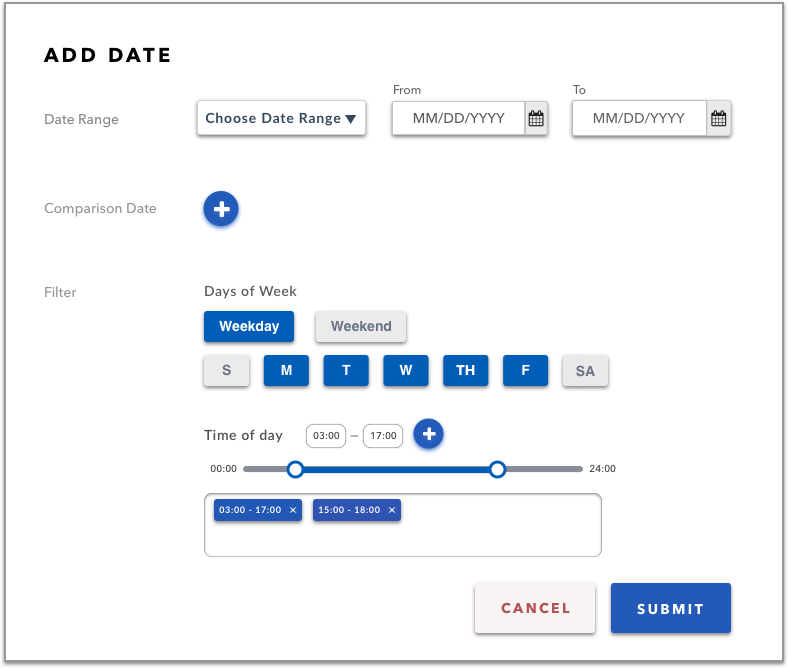 ADD DATE
From To
Date Range Choose Date Range MM/DD/YYYY MM/DD/YYYY
Comparison Date
Filter Days of Week
Weekday Weekend
S M T W TH F SA
Time of day 03:00 – 17:00
00:00 24:00
03:00 - 17:00 × 15:00 - 18:00 ×
CANCEL SUBMIT